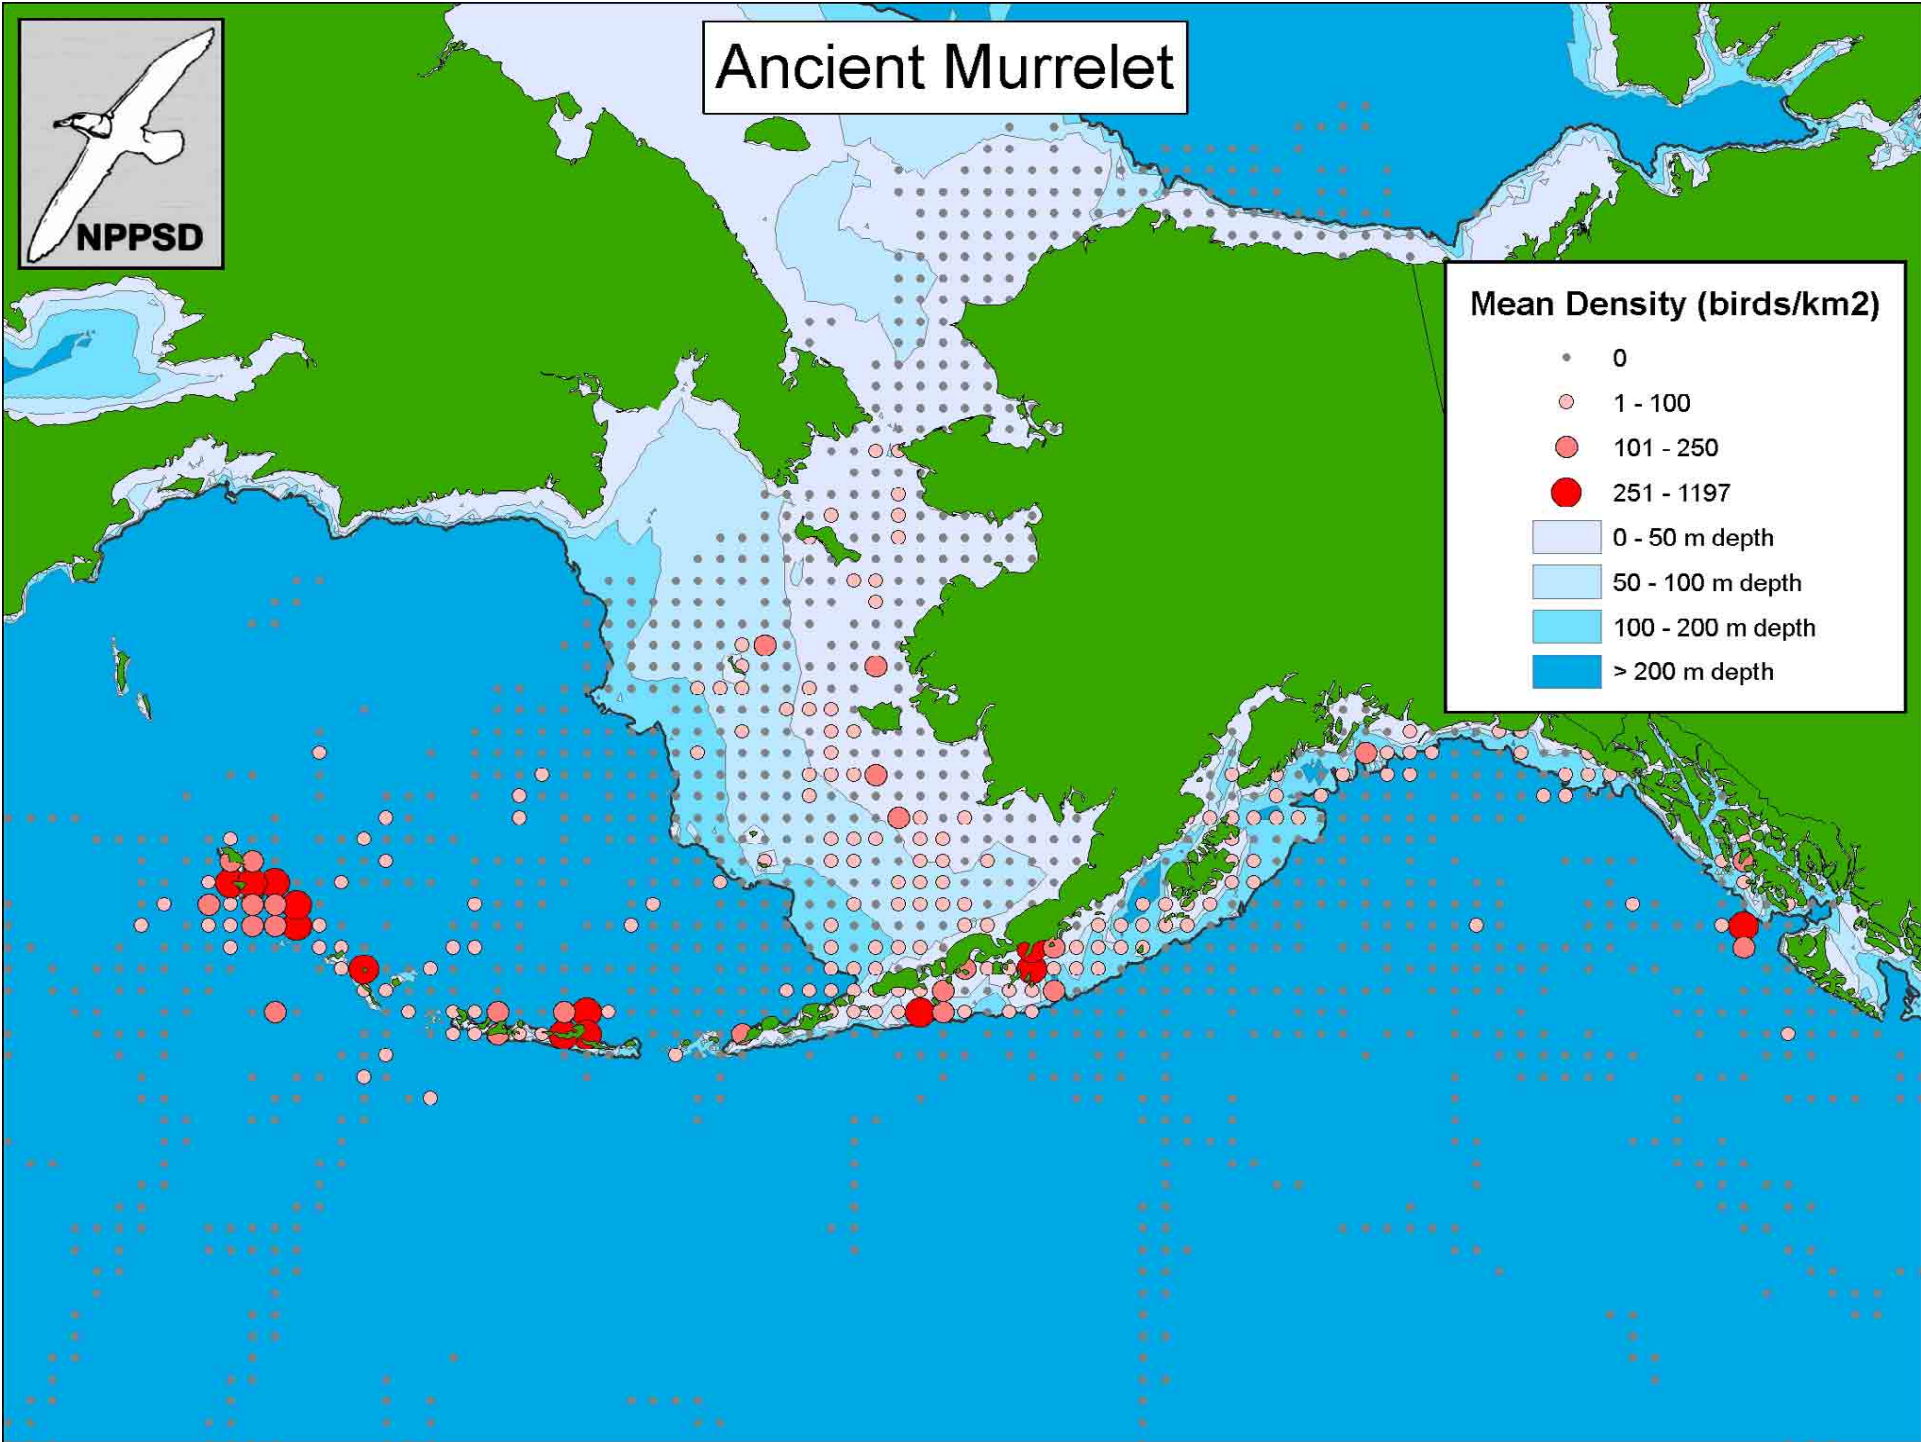 Ancient Murrelet
NPPSD
Mean Density (birds/km2)
0
1 - 100
101 - 250
251 - 1197
0 - 50 m depth
50 - 100 m depth
100 - 200 m depth
> 200 m depth